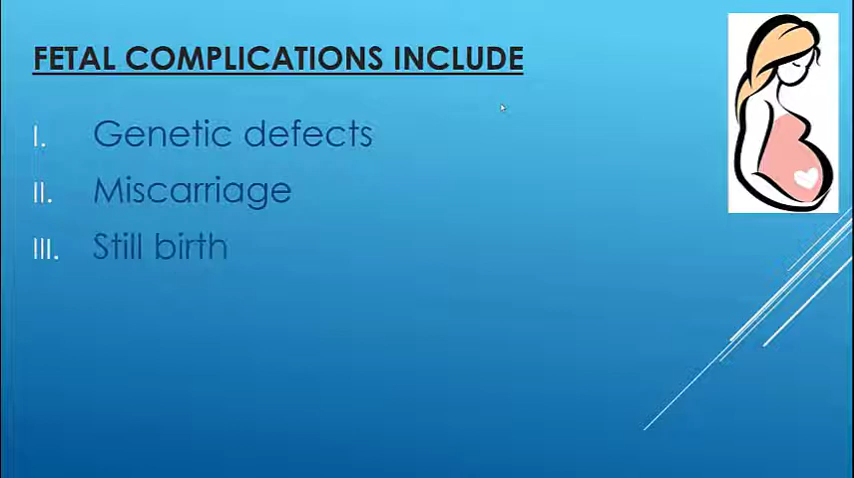 FETAL COMPLICATIONS INCLUDE
I. Genetic defects
II. Miscarriage
III. Still birth